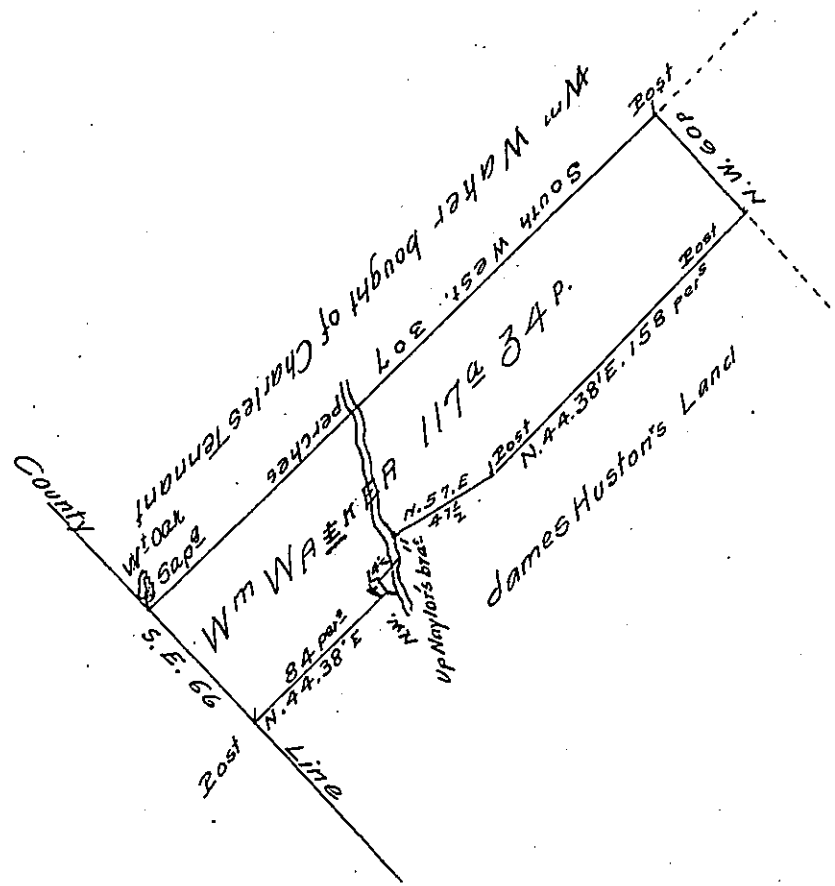 Wm Walker bought of Charles Tennant
Post
N.W. 60p
South West. 307 perches
Post
County
Wt Oak
Sapg
Wm WALKER 117a 34 P.
N.57.E
47½
Post
N.44.38'E.158 pers
James Huston's Land
S.E. 66
84 pers
N.44.38'E
N.W.
up Naylor's
Post
Line